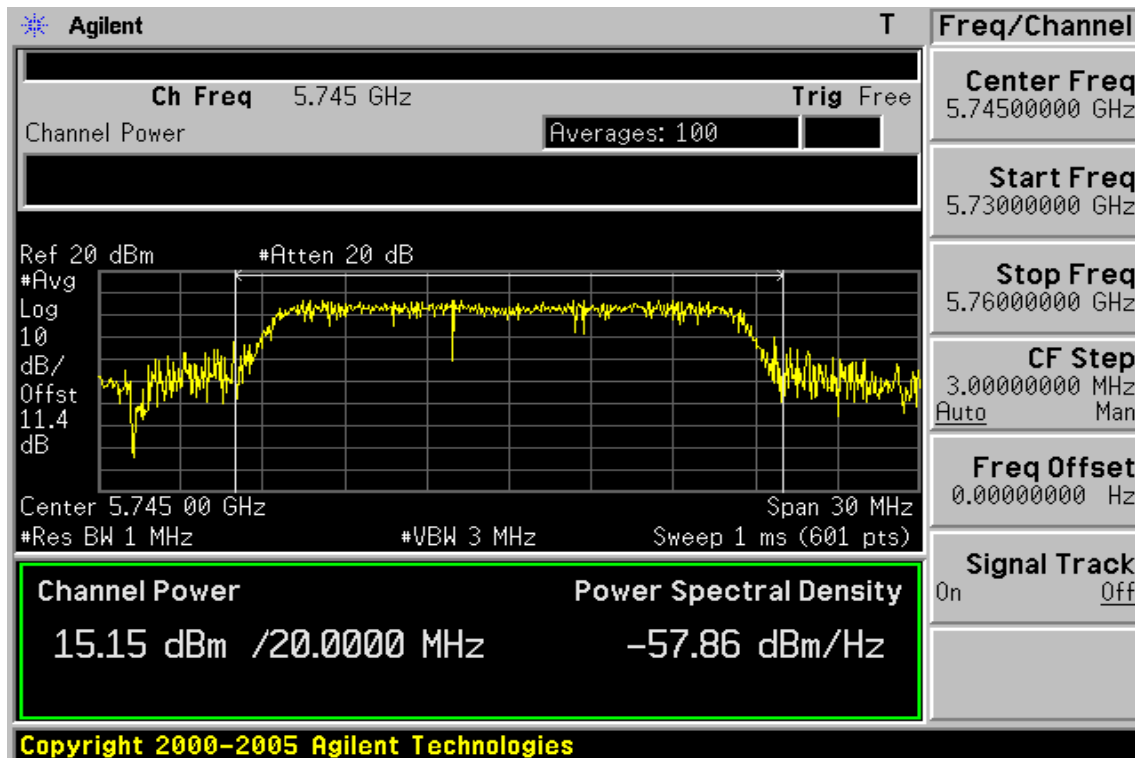 Agilent T
Ch Freq 5.745 GHz Trig Free
Channel Power Averages: 100
Ref 20 dBm #Atten 20 dB
#Avg
Log
10
dB/
Offst
11.4
dB
Center 5.745 00 GHz Span 30 MHz
#Res BW 1 MHz #VBW 3 MHz Sweep 1 ms (601 pts)
Channel Power Power Spectral Density
15.15 dBm /20.0000 MHz -57.86 dBm/Hz
Copyright 2000-2005 Agilent Technologies
Freq/Channel
Center Freq
5.74500000 GHz
Start Freq
5.73000000 GHz
Stop Freq
5.76000000 GHz
CF Step
3.00000000 MHz
Auto Man
Freq Offset
0.00000000 Hz
Signal Track
On Off